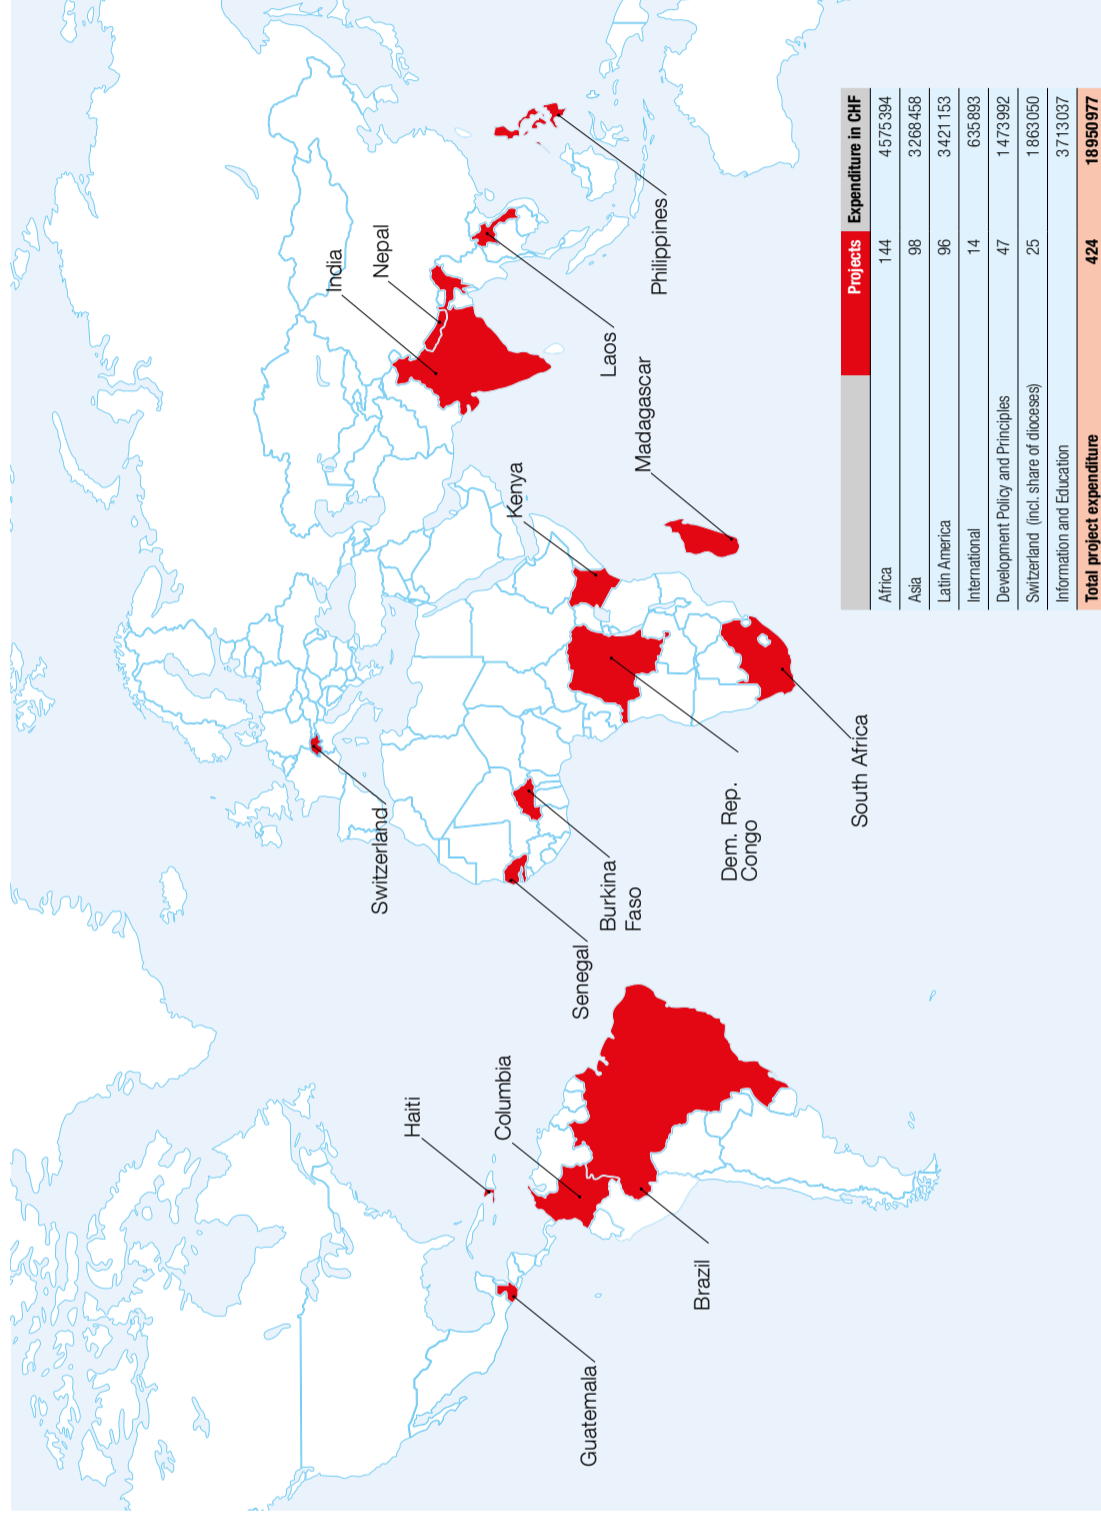 Switzerland
India
Nepal
Haiti
Columbia
Guatemala
Brazil
Senegal
Burkina
Faso
Dem. Rep.
Congo
South Africa
Kenya
Madagascar
Laos
Philippines
Projects Expenditure in CHF
Africa 144 4575394
Asia 98 3268458
Latin America 96 3421153
International 14 635893
Development Policy and Principles 47 1473992
Switzerland (incl. share of dioceses) 25 1863050
Information and Education 3713037
Total project expenditure 424 18950977